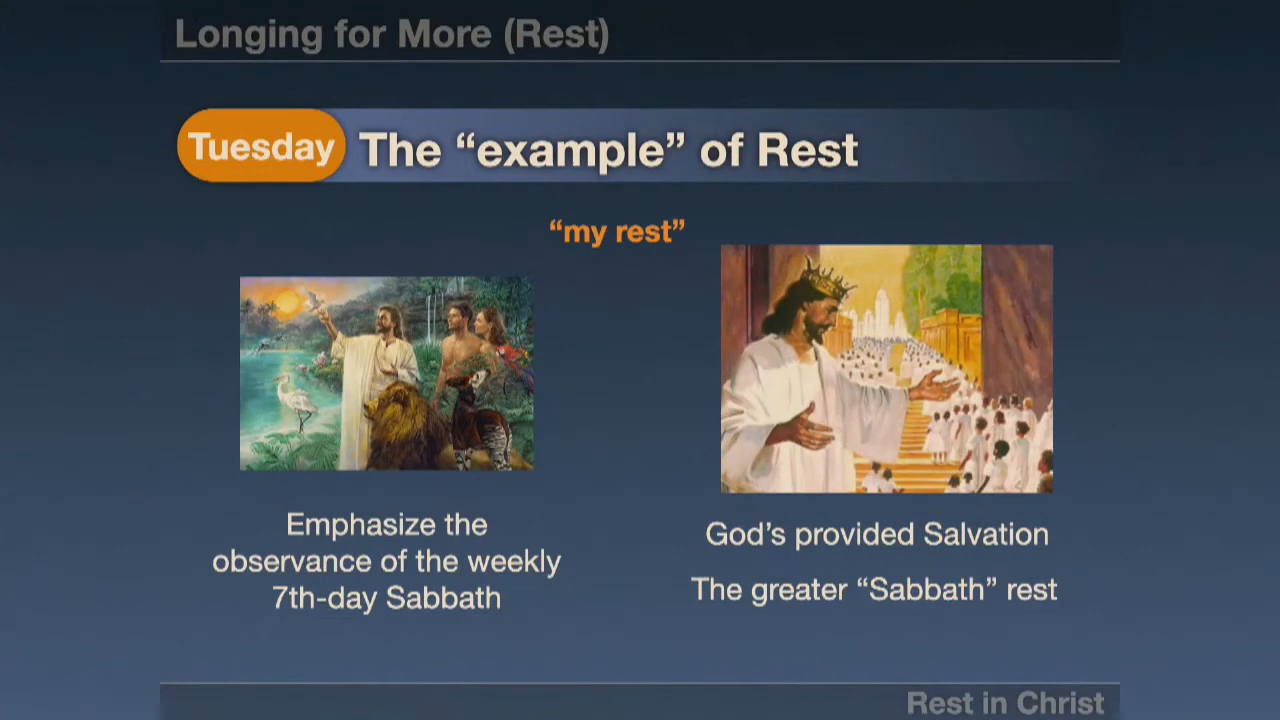 Longing for More (Rest)
Tuesday
The “example” of Rest
“my rest”
Emphasize the
observance of the weekly
7th-day Sabbath
God’s provided Salvation
The greater “Sabbath” rest
Rest in Christ